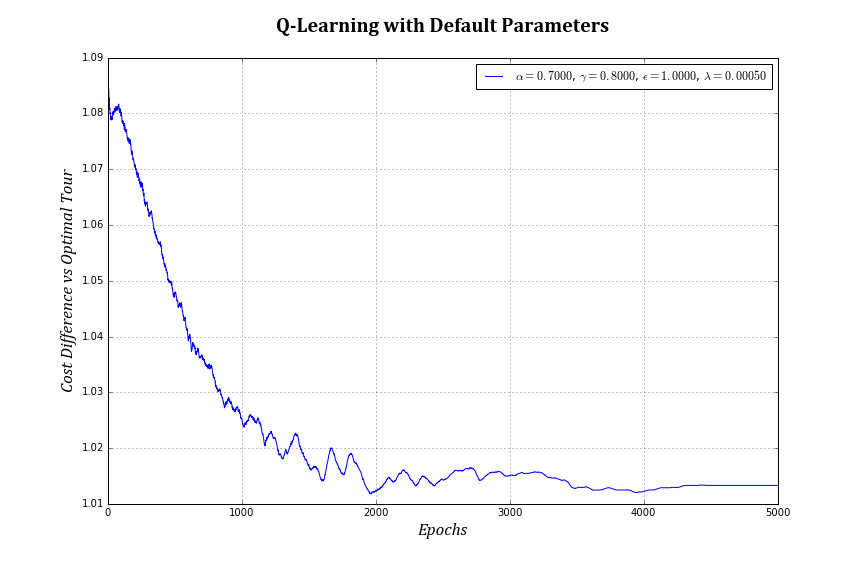 Q-Learning with Default Parameters
α = 0.7000, γ = 0.8000, ϵ = 1.0000, λ = 0.00050
Cost Difference vs Optimal Tour
1.09
1.08
1.07
1.06
1.05
1.04
1.03
1.02
1.01
0 1000 2000 3000 4000 5000
Epochs